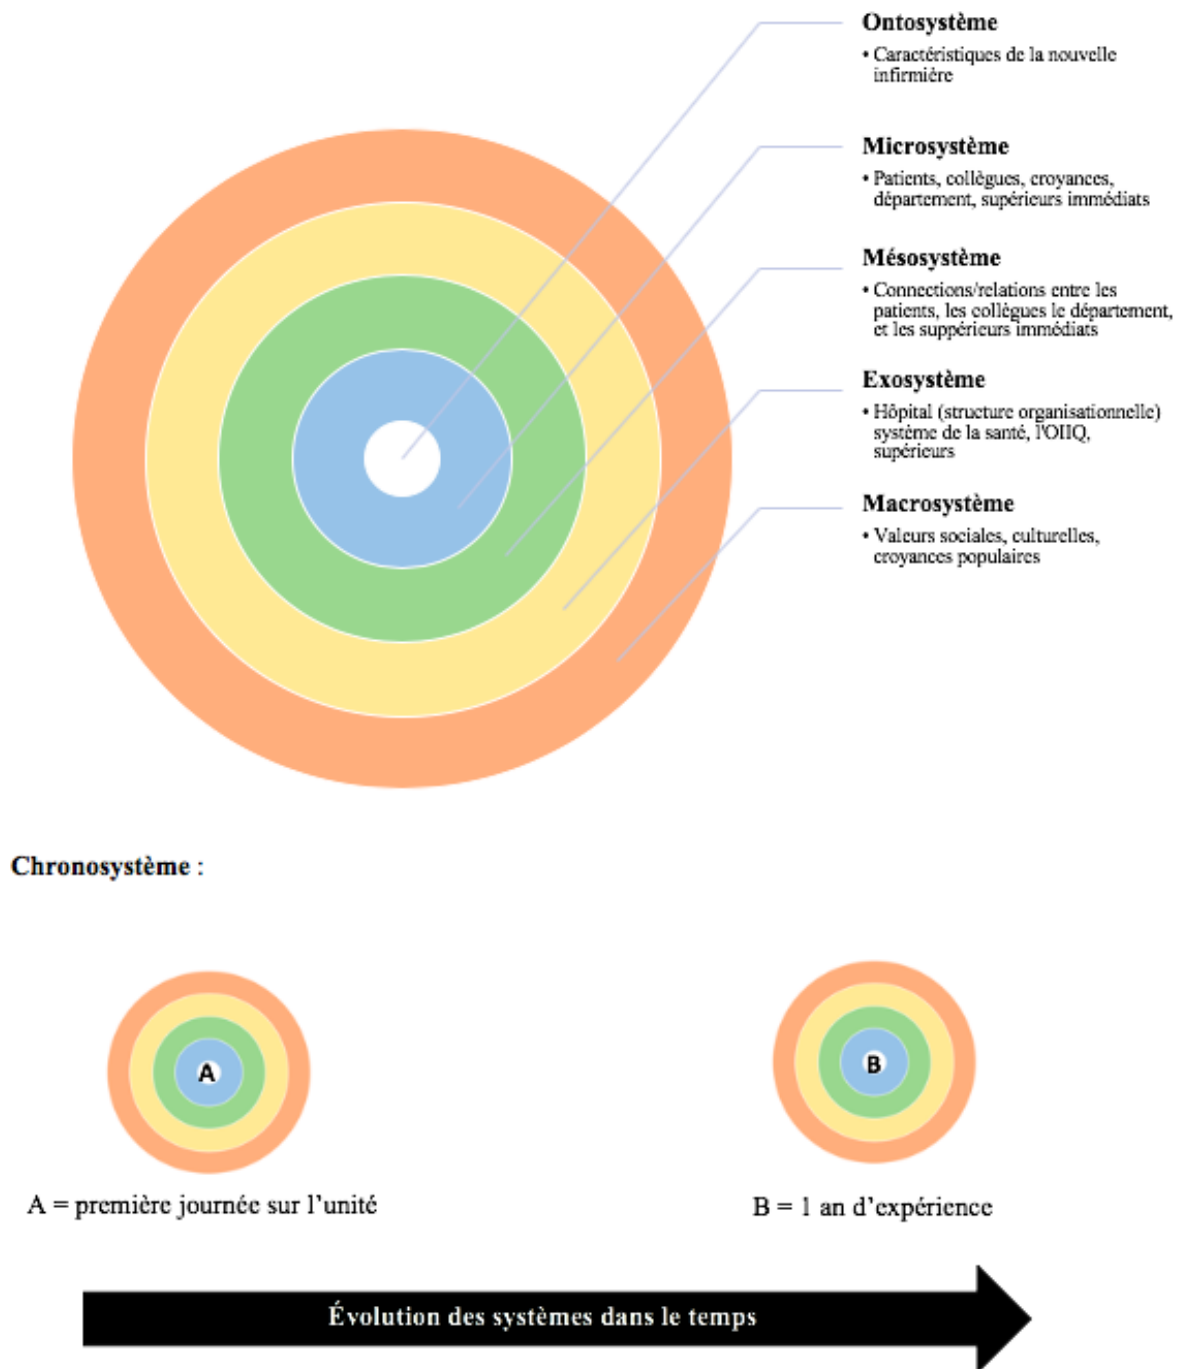 Ontosystème
• Caractéristiques de la nouvelle
infirmière
Microsystème
• Patients, collègues, croyances,
département, supérieurs immédiats
Mésosystème
• Connections/relations entre les
patients, les collègues le département,
et les suppérieurs immédiats
Exosystème
• Hôpital (structure organisationnelle)
système de la santé, l'OIIQ,
supérieurs
Macrosystème
• Valeurs sociales, culturelles,
croyances populaires
Chronosystème :
A
B
A = première journée sur l'unité
B = 1 an d'expérience
Évolution des systèmes dans le temps